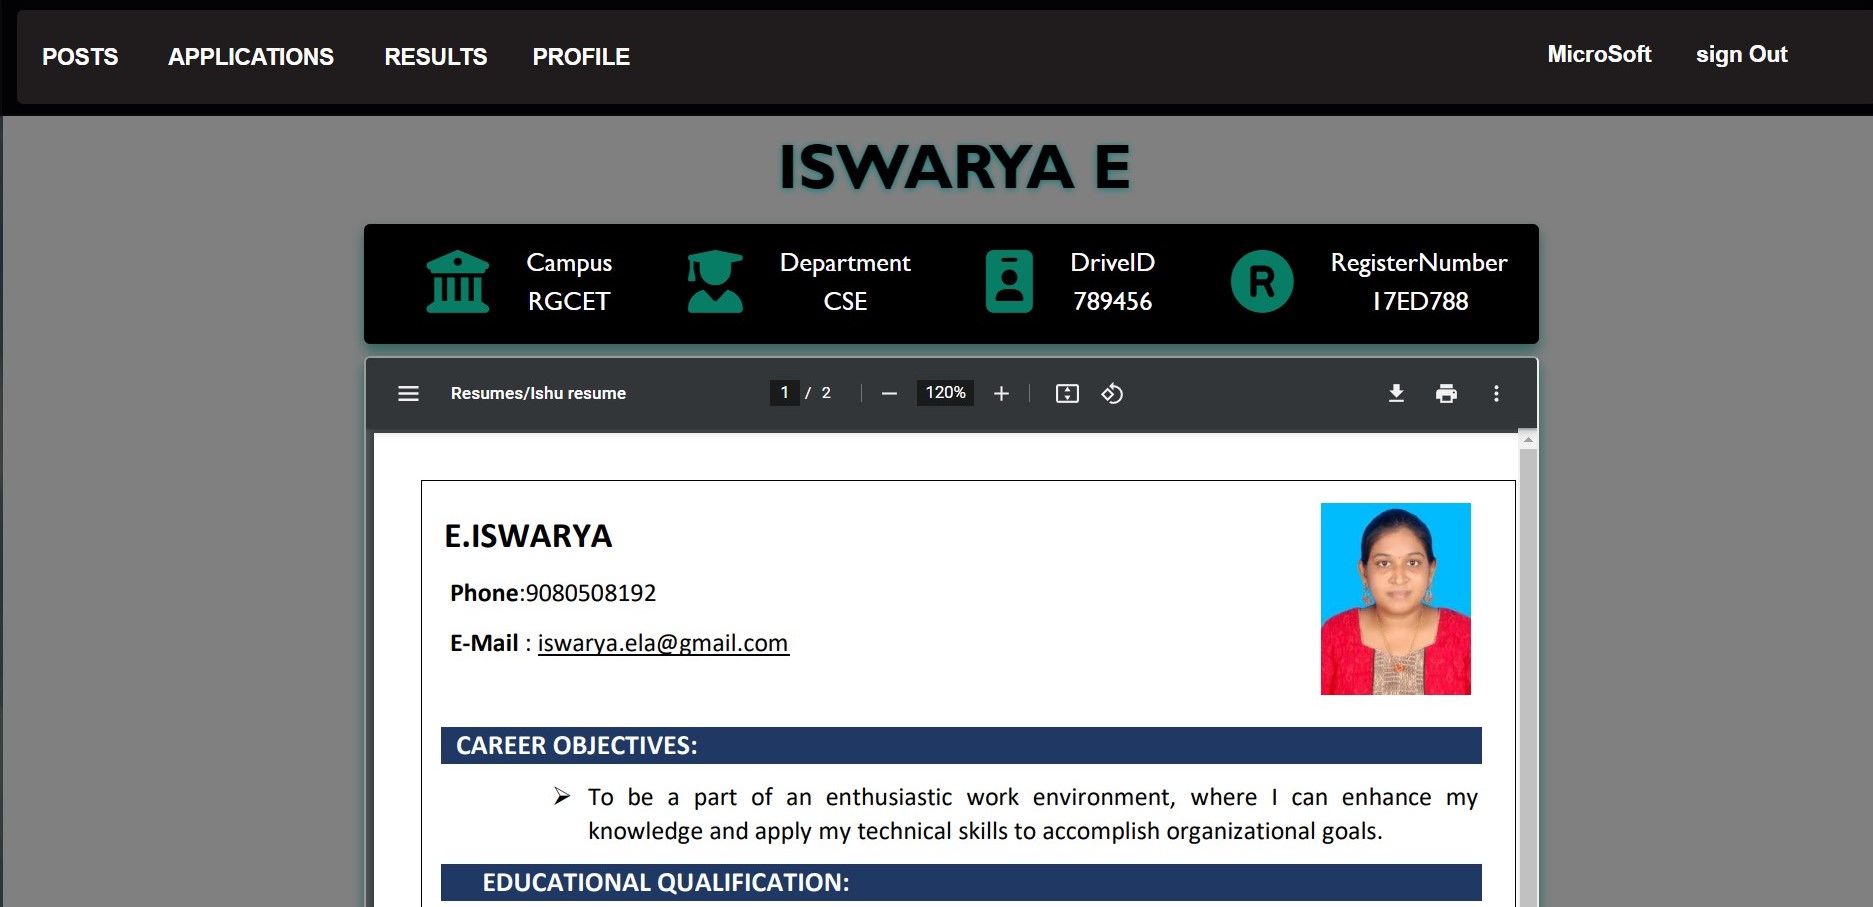 POSTS APPLICATIONS RESULTS PROFILE MicroSoft sign Out
ISWARYA E
Campus Department DriveID RegisterNumber
RGCET CSE 789456 17ED788
Resumes/Ishu resume 1 / 2 120%
E.ISWARYA
Phone:9080508192
E-Mail : iswarya.ela@gmail.com
CAREER OBJECTIVES:
To be a part of an enthusiastic work environment, where I can enhance my
knowledge and apply my technical skills to accomplish organizational goals.
EDUCATIONAL QUALIFICATION: